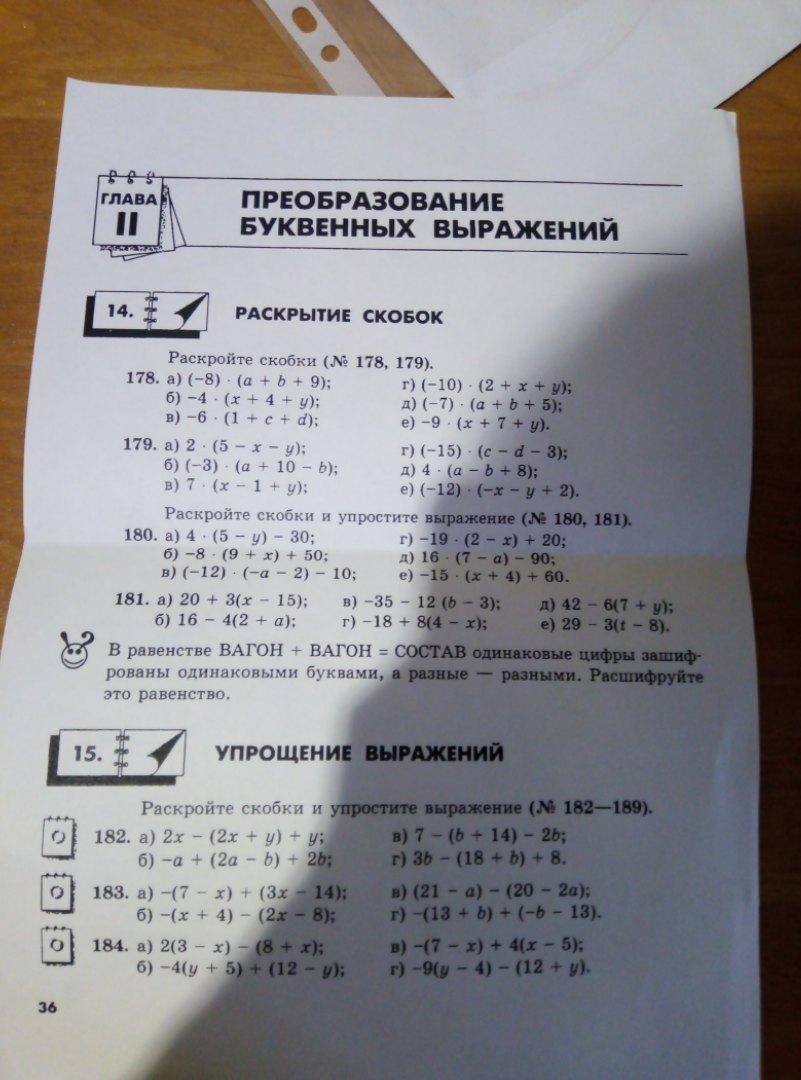 ГЛАВА II
ПРЕОБРАЗОВАНИЕ
БУКВЕННЫХ ВЫРАЖЕНИЙ
14. РАСКРЫТИЕ СКОБОК
Раскройте скобки (№ 178, 179).
178. а) (−8) · (a + b + 9); г) (−10) · (2 + x + y);
б) −4 · (x + 4 + y); д) (−7) · (a + b + 5);
в) −6 · (1 + c + d); е) −9 · (x + 7 + y).
179. а) 2 · (5 − x − y); г) (−15) · (c − d − 3);
б) (−3) · (a + 10 − b); д) 4 · (a − b + 8);
в) 7 · (x − 1 + y); е) (−12) · (−x − y + 2).
Раскройте скобки и упростите выражение (№ 180, 181).
180. а) 4 · (5 − y) − 30; г) −19 · (2 − x) + 20;
б) −8 · (9 + x) + 50; д) 16 · (7 − a) − 90;
в) (−12) · (−a − 2) − 10; е) −15 · (x + 4) + 60.
181. а) 20 + 3(x − 15); в) −35 − 12 (b − 3); д) 42 − 6(7 + y);
б) 16 − 4(2 + a); г) −18 + 8(4 − x); е) 29 − 3(t − 8).
В равенстве ВАГОН + ВАГОН = СОСТАВ одинаковые цифры зашиф-
рованы одинаковыми буквами, а разные — разными. Расшифруйте
это равенство.
15. УПРОЩЕНИЕ ВЫРАЖЕНИЙ
Раскройте скобки и упростите выражение (№ 182—189).
182. а) 2x − (2x + y) + y; в) 7 − (b + 14) − 2b;
б) −a + (2a − b) + 2b; г) 3b − (18 + b) + 8.
183. а) −(7 − x) + (3x − 14); в) (21 − a) − (20 − 2a);
б) −(x + 4) − (2x − 8); г) −(13 + b) + (−b − 13).
184. а) 2(3 − x) − (8 + x); в) −(7 − x) + 4(x − 5);
б) −4(y + 5) + (12 − y); г) −9(y − 4) − (12 + y).
36